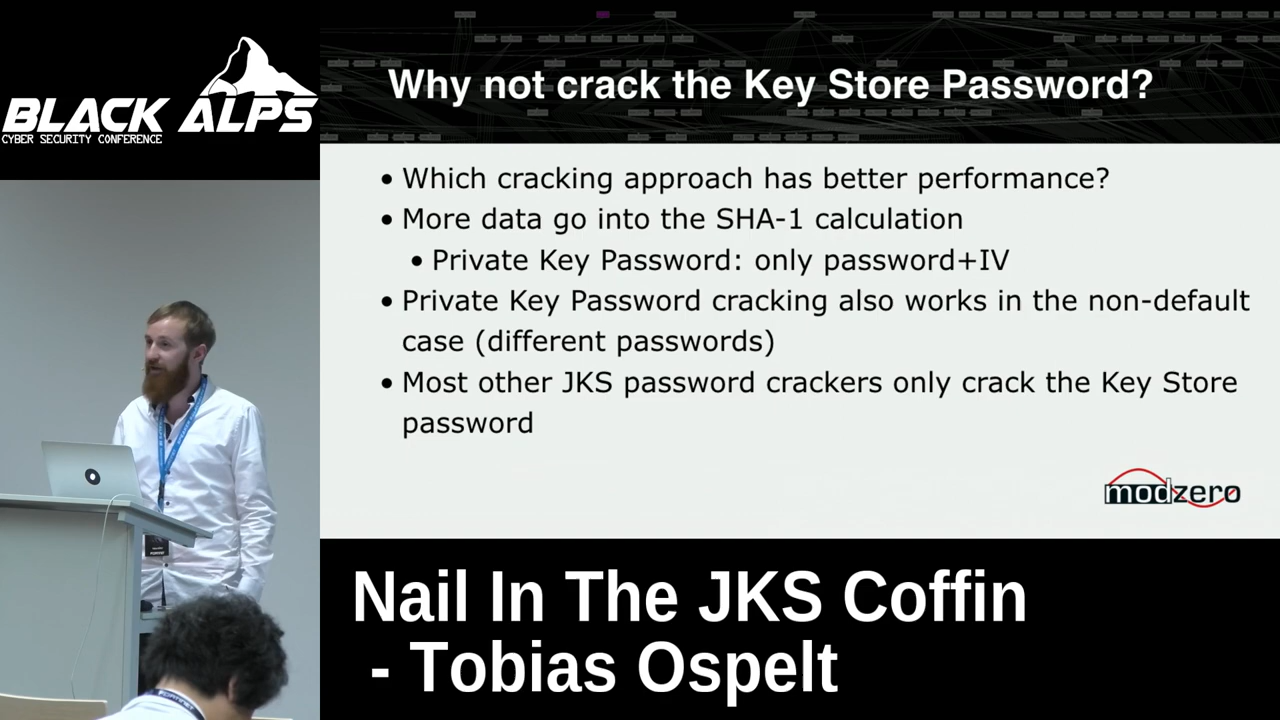 BLACK ALPS
CYBER SECURITY CONFERENCE
Why not crack the Key Store Password?
• Which cracking approach has better performance?
• More data go into the SHA-1 calculation
• Private Key Password: only password+IV
• Private Key Password cracking also works in the non-default
case (different passwords)
• Most other JKS password crackers only crack the Key Store
password
modzero
Nail In The JKS Coffin
- Tobias Ospelt